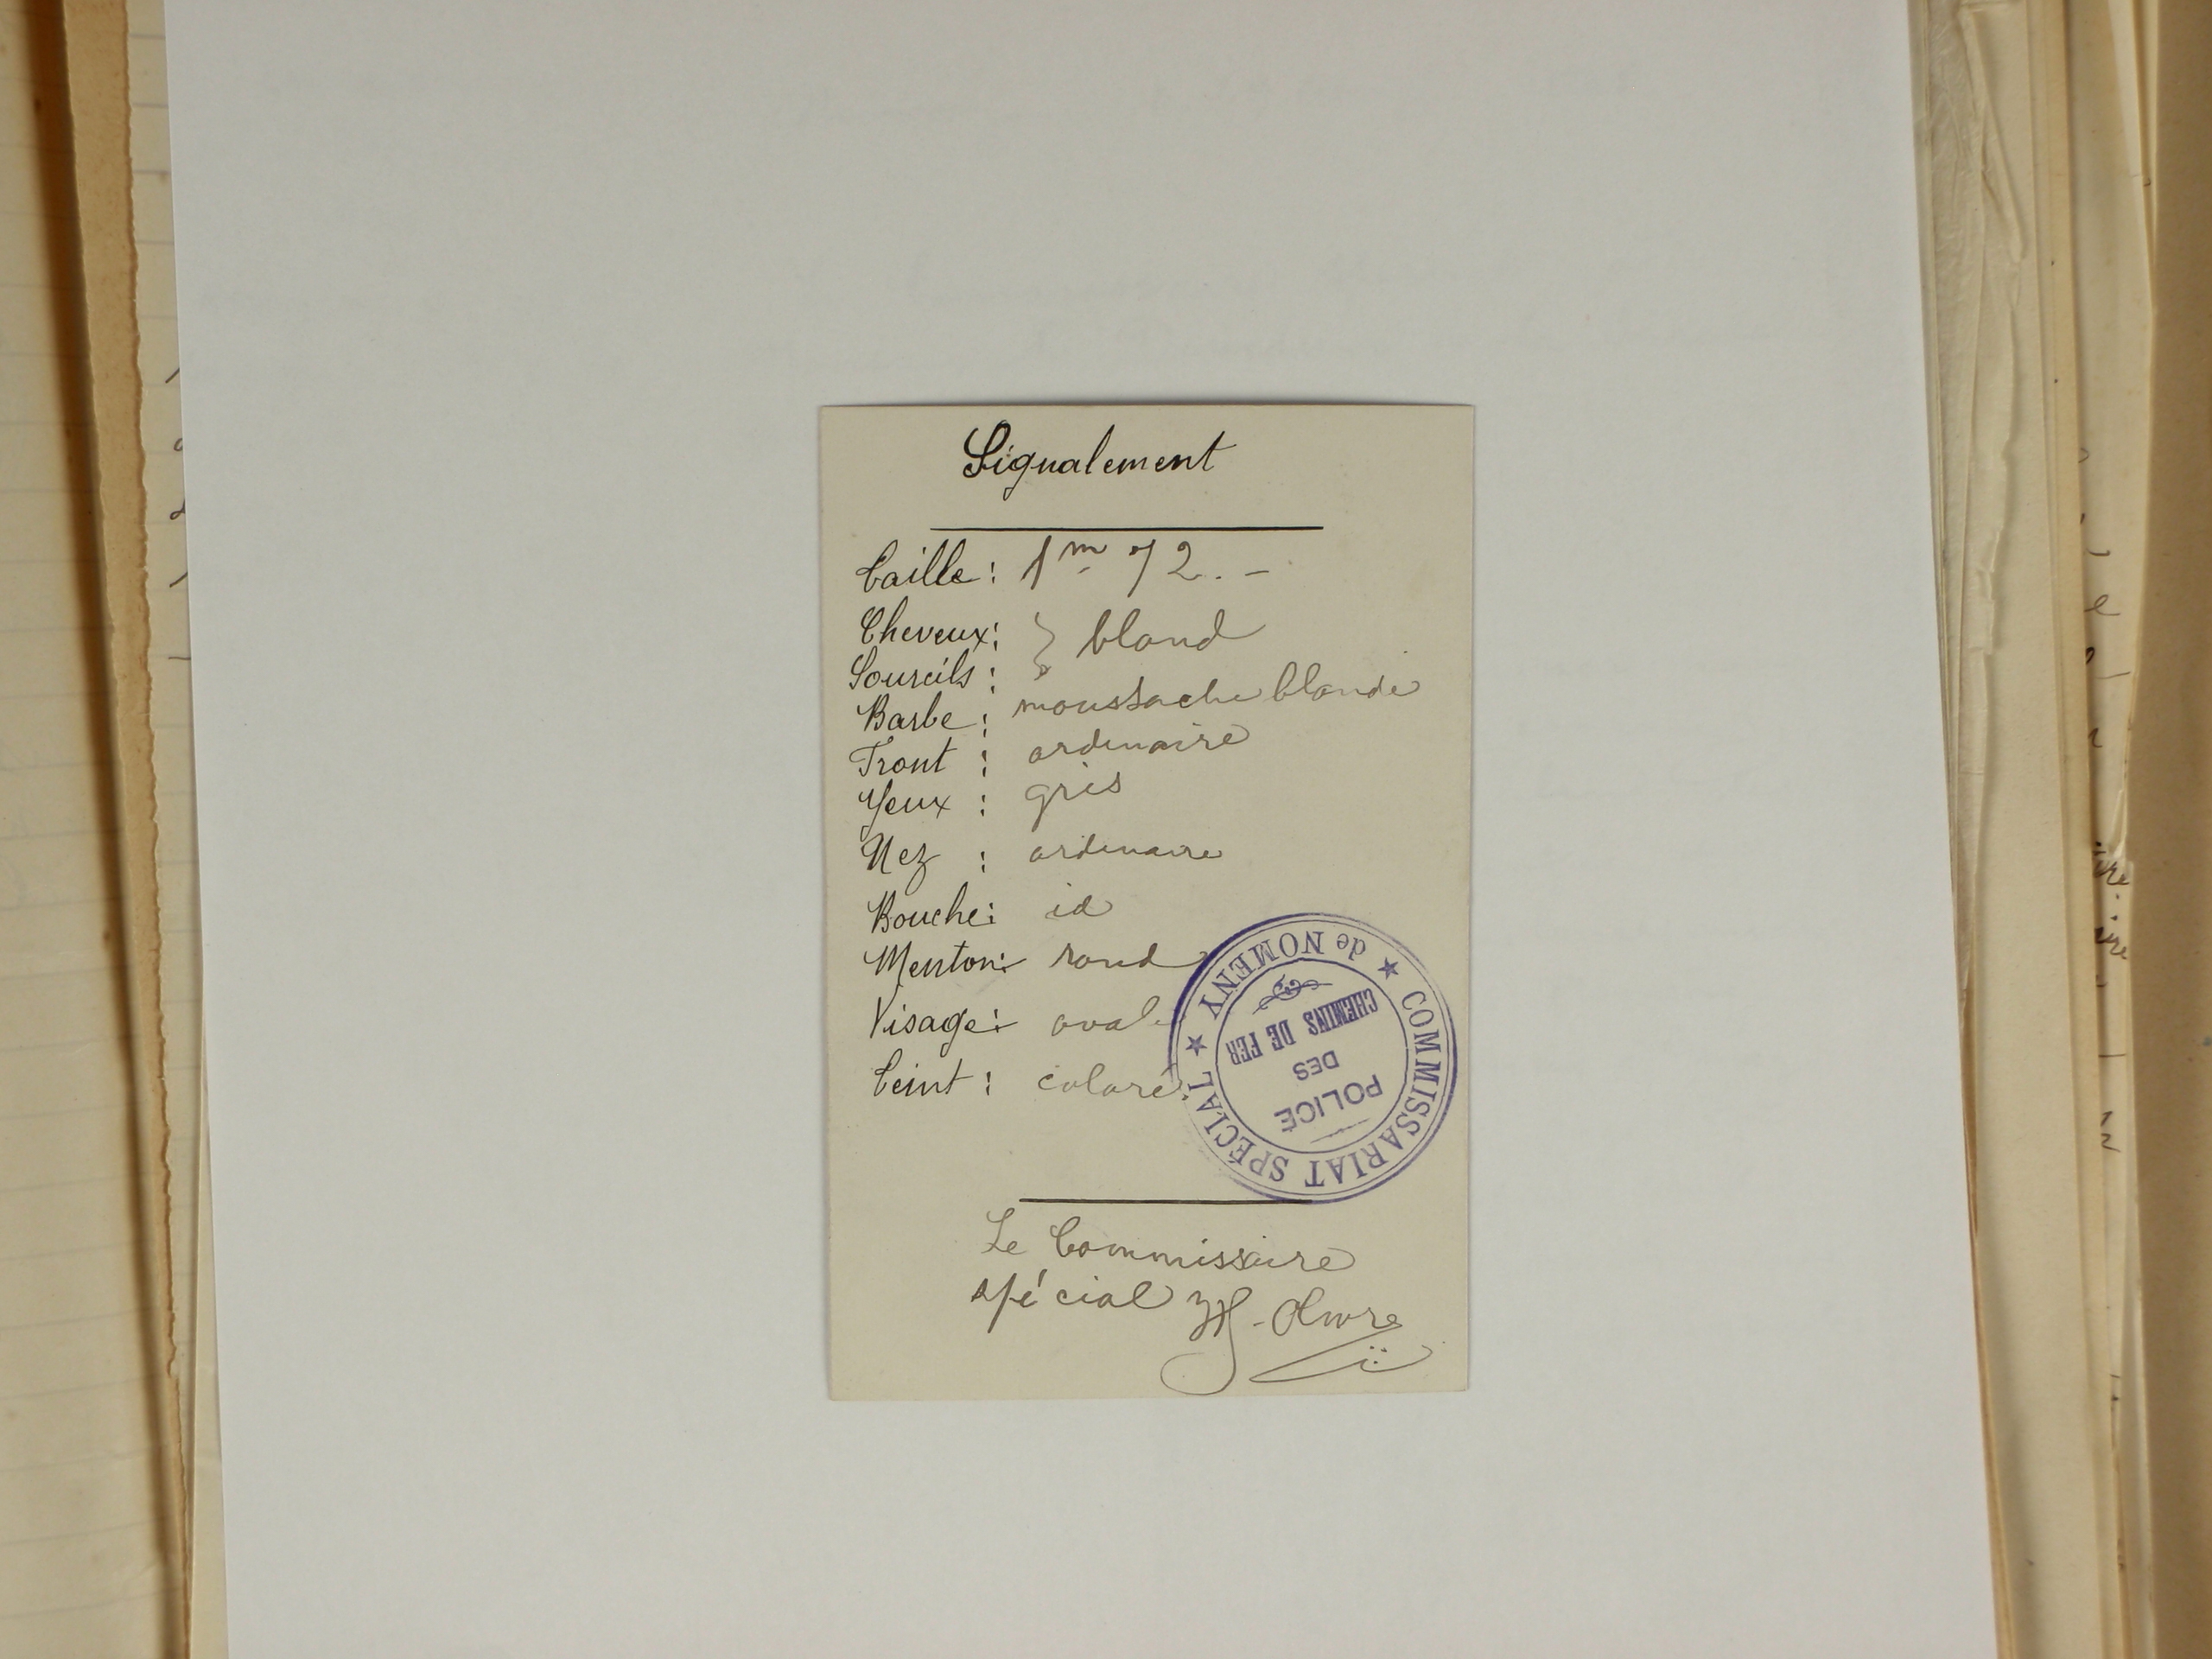 Signalement
Taille : 1m 72. -
Cheveux :
Sourcils : } blond
Barbe : moustache blonde
Front : ordinaire
Yeux : gris
Nez : ordinaire
Bouche : id
Menton : rond
Visage : ovale
Teint : coloré
★ COMMISSARIAT SPÉCIAL ★
de NOMENY
POLICE
DES
CHEMINS DE FER
Le Commissaire
spécial